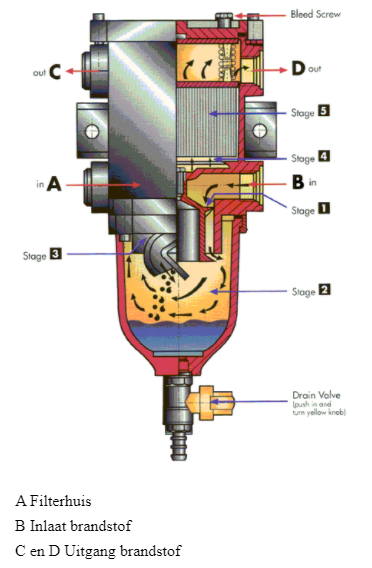 Bleed Screw
out C
D out
Stage 5
Stage 4
in A
B in
Stage 1
Stage 3
Stage 2
Drain Valve
(push in and
turn yellow knob)
A Filterhuis
B Inlaat brandstof
C en D Uitgang brandstof